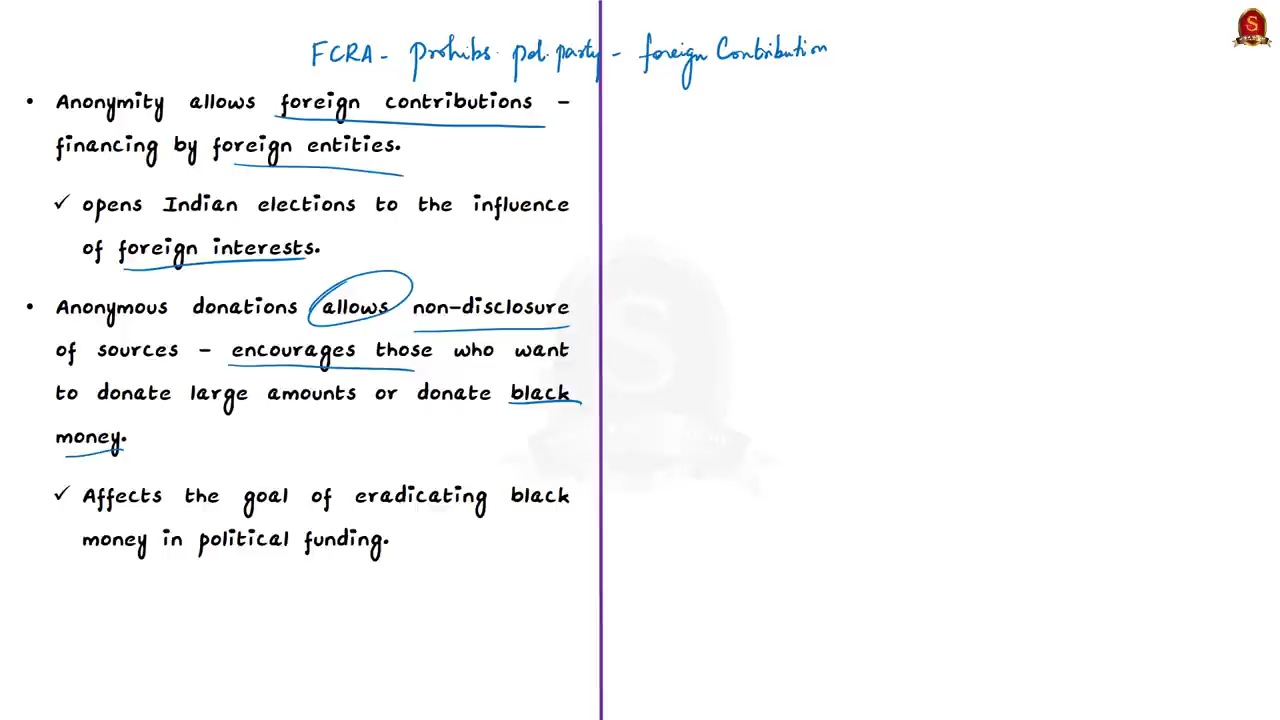 FCRA - prohibs. pol. party - foreign Contribution
• Anonymity allows foreign contributions -
financing by foreign entities.
✓ opens Indian elections to the influence
of foreign interests.
• Anonymous donations allows non-disclosure
of sources - encourages those who want
to donate large amounts or donate black
money.
✓ Affects the goal of eradicating black
money in political funding.